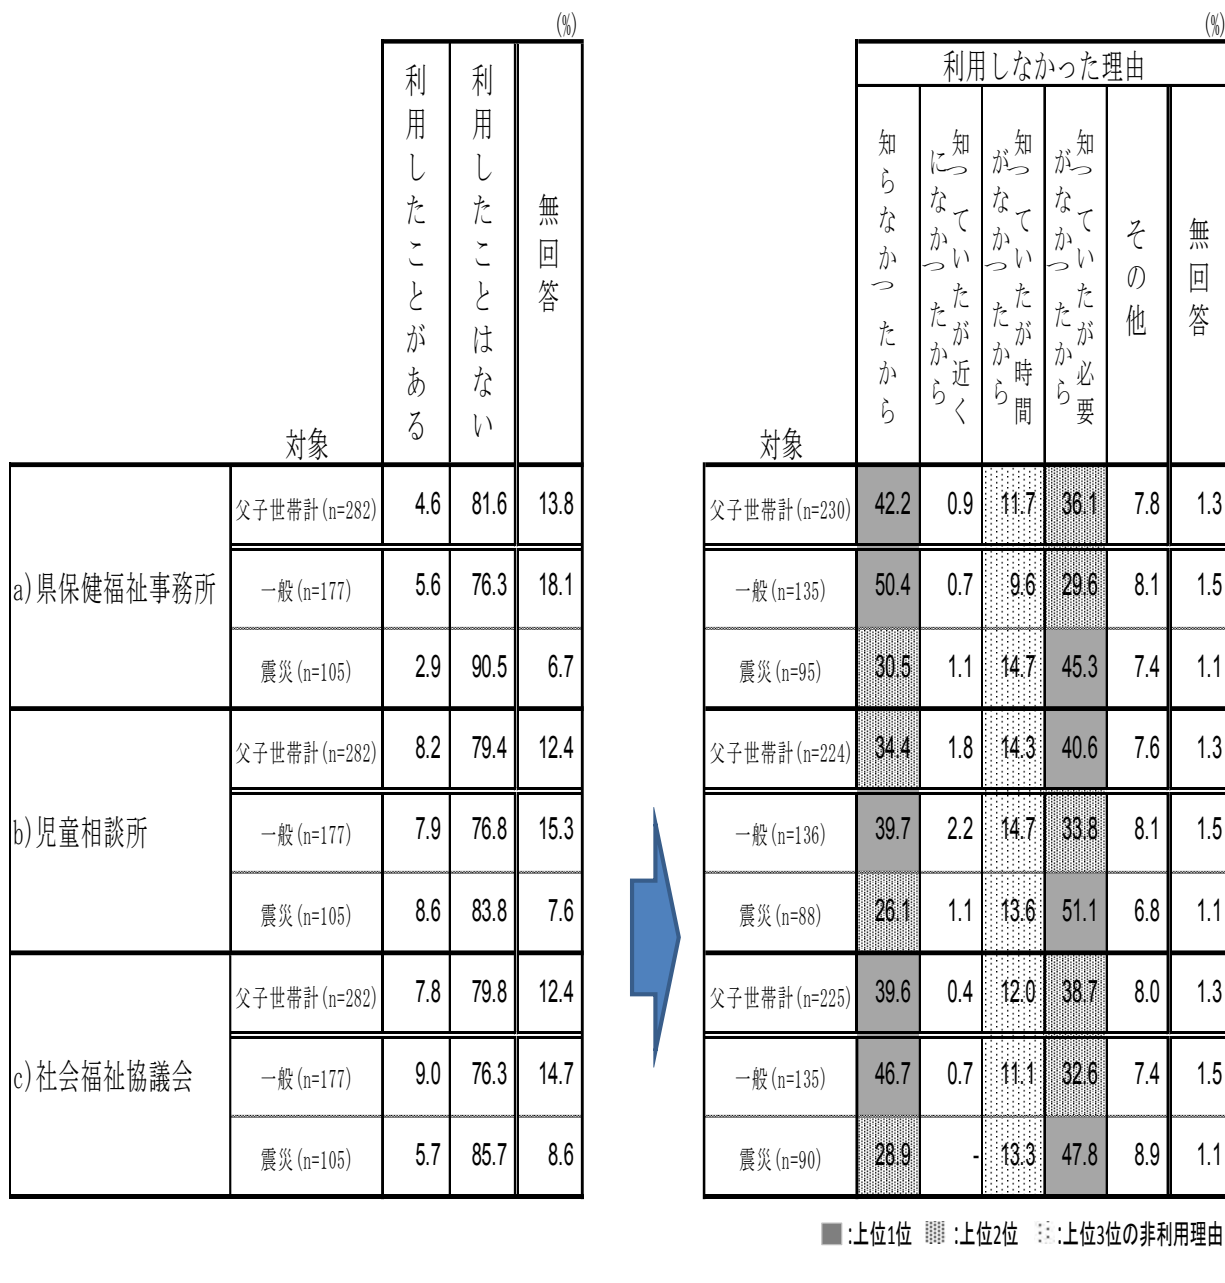 (%)
利用したことがある
利用したことはない
無回答
対象
a)県保健福祉事務所
父子世帯計(n=282) 4.6 81.6 13.8
一般(n=177) 5.6 76.3 18.1
震災(n=105) 2.9 90.5 6.7
b)児童相談所
父子世帯計(n=282) 8.2 79.4 12.4
一般(n=177) 7.9 76.8 15.3
震災(n=105) 8.6 83.8 7.6
c)社会福祉協議会
父子世帯計(n=282) 7.8 79.8 12.4
一般(n=177) 9.0 76.3 14.7
震災(n=105) 5.7 85.7 8.6
(%)
利用しなかった理由
知らなかったから
知っていたが近く
になかったから
知っていたが時間
がなかったから
知っていたが必要
がなかったから
その他
無回答
対象
父子世帯計(n=230) 42.2 0.9 11.7 36.1 7.8 1.3
一般(n=135) 50.4 0.7 9.6 29.6 8.1 1.5
震災(n=95) 30.5 1.1 14.7 45.3 7.4 1.1
父子世帯計(n=224) 34.4 1.8 14.3 40.6 7.6 1.3
一般(n=136) 39.7 2.2 14.7 33.8 8.1 1.5
震災(n=88) 26.1 1.1 13.6 51.1 6.8 1.1
父子世帯計(n=225) 39.6 0.4 12.0 38.7 8.0 1.3
一般(n=135) 46.7 0.7 11.1 32.6 7.4 1.5
震災(n=90) 28.9 - 13.3 47.8 8.9 1.1
:上位1位 :上位2位 :上位3位の非利用理由